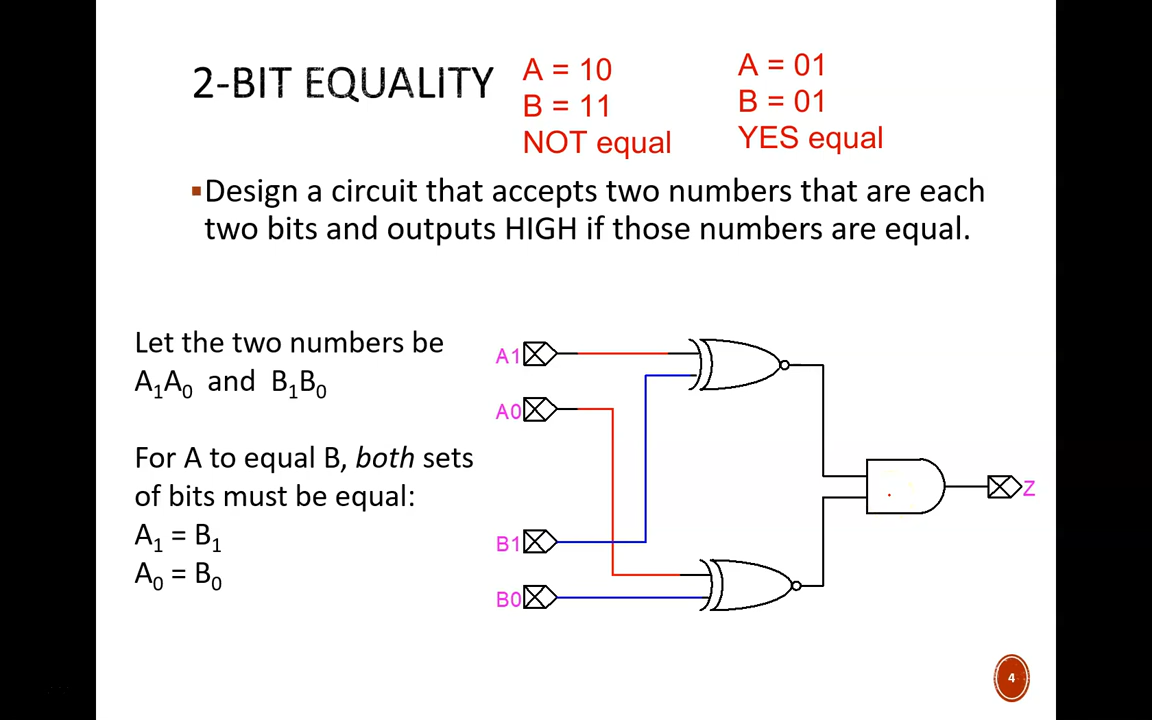 2-BIT EQUALITY
A = 10
B = 11
NOT equal
A = 01
B = 01
YES equal
▪Design a circuit that accepts two numbers that are each
two bits and outputs HIGH if those numbers are equal.
Let the two numbers be
A₁A₀ and B₁B₀
For A to equal B, both sets
of bits must be equal:
A₁ = B₁
A₀ = B₀
A1
A0
B1
B0
Z
4